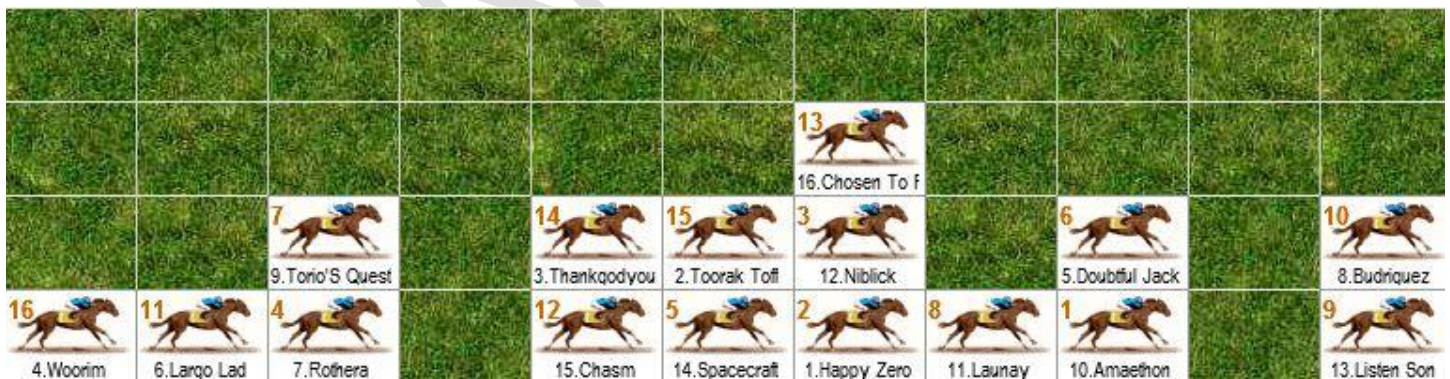 13
16.Chosen To F
7 14 15 3 6 10
9.Torio'S Quest 3.Thankgodyou 2.Toorak Toff 12.Niblick 5.Doubtful Jack 8.Budriquez
16 11 4 12 5 2 8 1 9
4.Woorim 6.Largo Lad 7.Rothera 15.Chasm 14.Spacecraft 1.Happy Zero 11.Launay 10.Amaethon 13.Listen Son